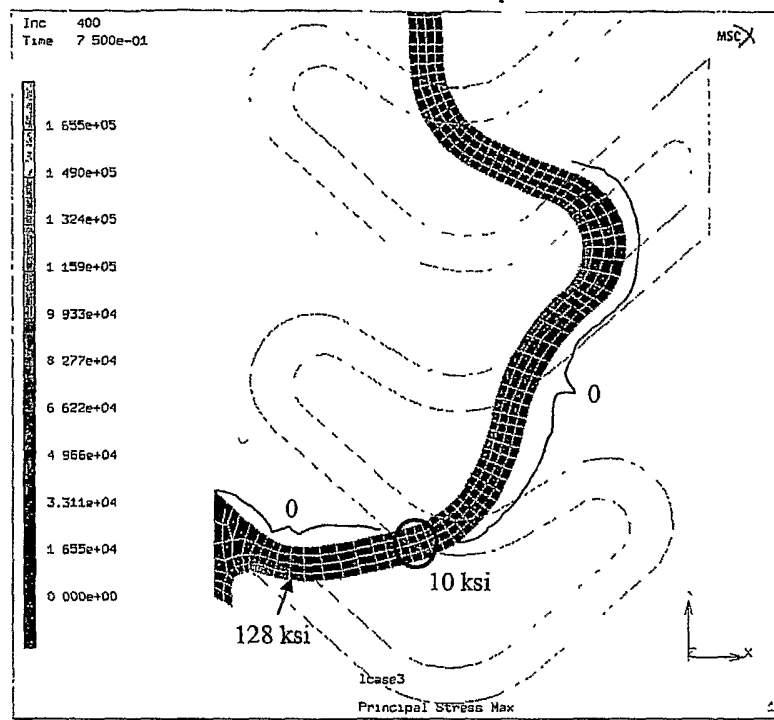 Inc 400
Time 7 500e-01
MSC
1 655e+05
1 490e+05
1 324e+05
1 159e+05
9 933e+04
8 277e+04
6 622e+04
4 966e+04
3.311e+04
1 655e+04
0 000e+00
0
0
10 ksi
128 ksi
X
lcase3
Principal Stress Max
1